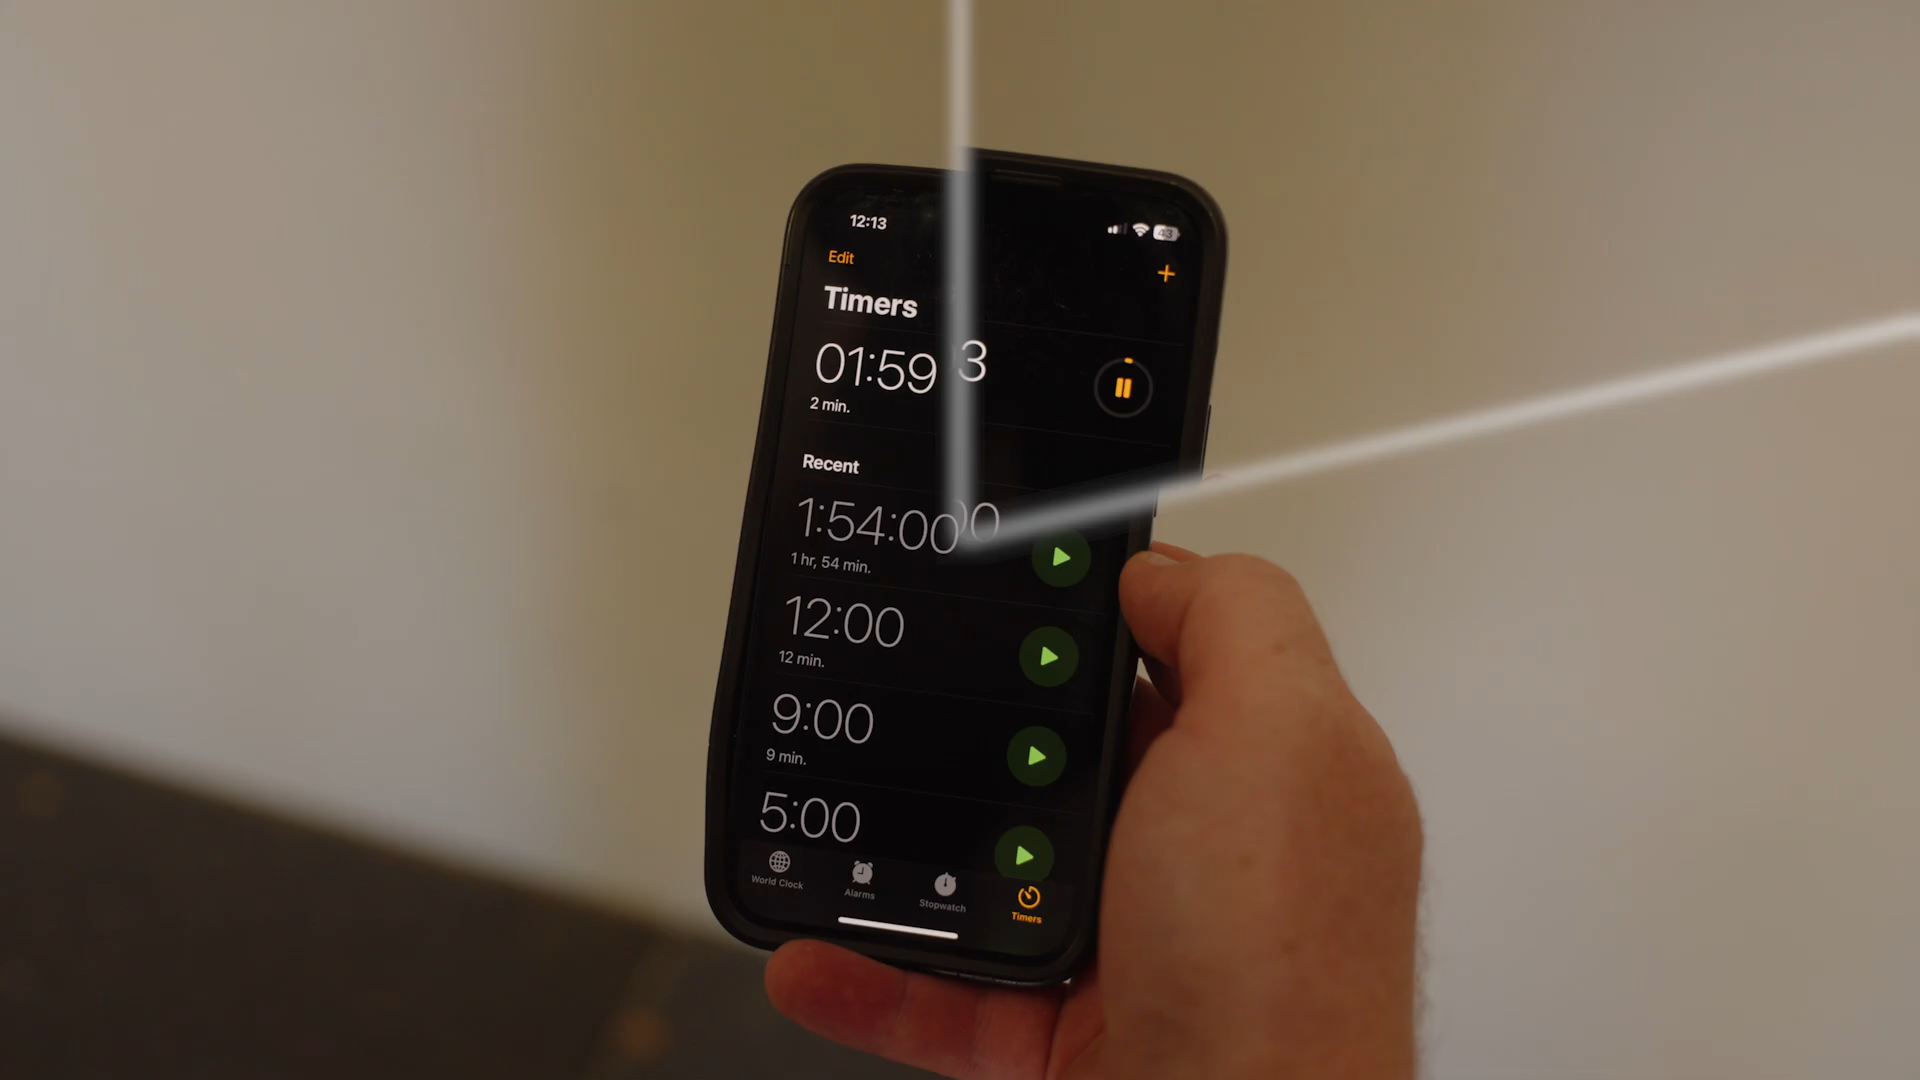 12:13
43
Edit
+
Timers
01:59 3
2 min.
Recent
1:54:00 0
1 hr, 54 min.
12:00
12 min.
9:00
9 min.
5:00
World Clock Alarms Stopwatch Timers